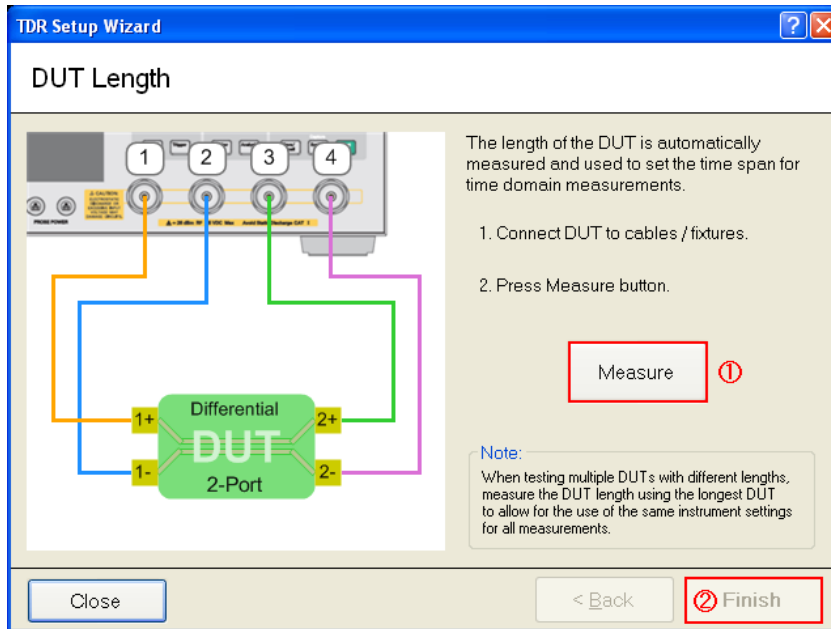 TDR Setup Wizard
?
DUT Length
1 2 3 4
PROBE POWER
The length of the DUT is automatically
measured and used to set the time span for
time domain measurements.
1. Connect DUT to cables / fixtures.
2. Press Measure button.
Measure ①
Differential
1+ 2+
DUT
1- 2-
2-Port
Note:
When testing multiple DUTs with different lengths,
measure the DUT length using the longest DUT
to allow for the use of the same instrument settings
for all measurements.
Close
< Back
② Finish